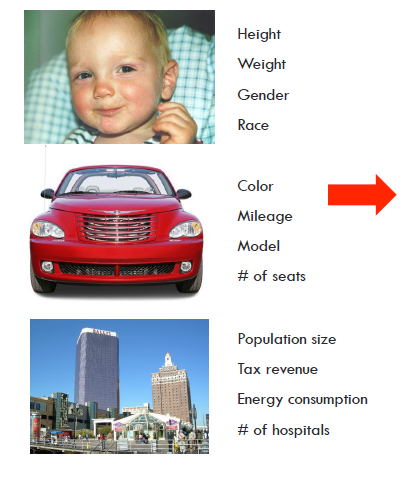 Height
Weight
Gender
Race
Color
Mileage
Model
# of seats
Population size
Tax revenue
Energy consumption
# of hospitals